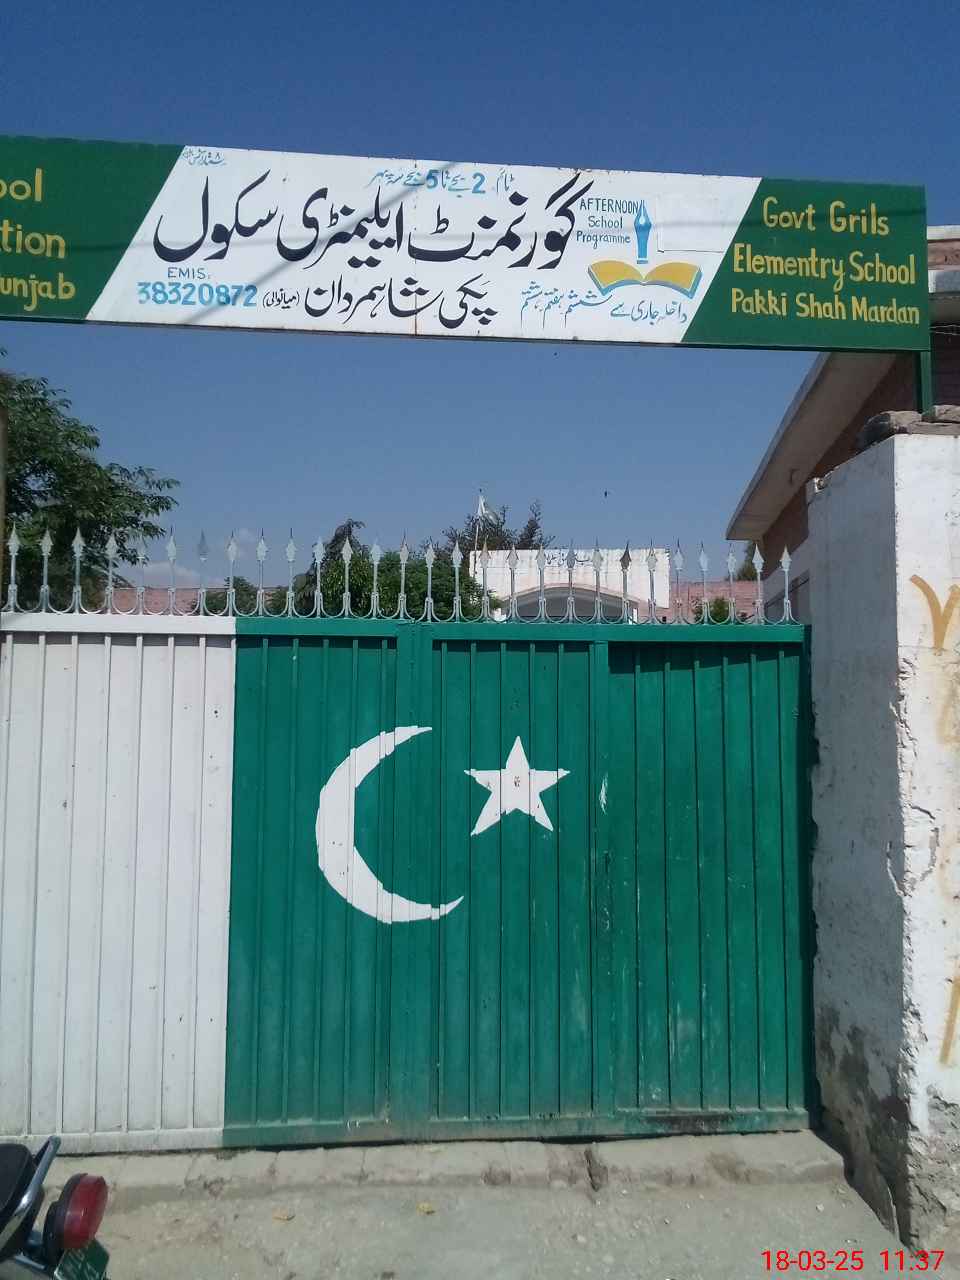 ool
tion
unjab
ٹائم 2 بجے تا 5 بجے سہ پہر
گورنمنٹ ایلیمنٹری سکول
پکی شاہمردان (میانوالی)
EMIS.
38320872
AFTERNOON
School
Programme
داخلہ جاری ہے ششم ہفتم ہشتم
Govt Grils
Elementry School
Pakki Shah Mardan
18-03-25 11:37